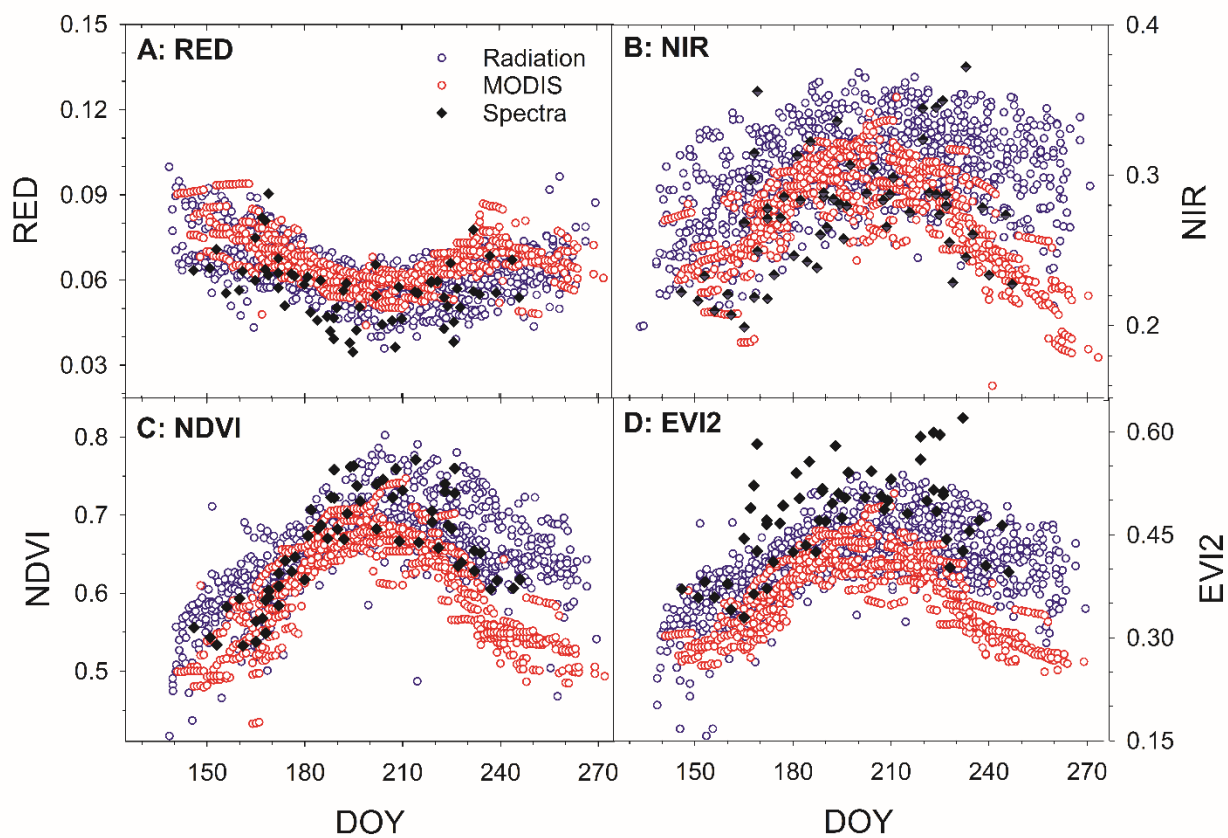 0.15
0.12
0.09
0.06
0.03
RED
A: RED
Radiation
MODIS
Spectra
B: NIR
0.4
0.3
0.2
NIR
C: NDVI
0.8
0.7
0.6
0.5
NDVI
D: EVI2
0.60
0.45
0.30
0.15
EVI2
150 180 210 240 270
150 180 210 240 270
DOY
DOY